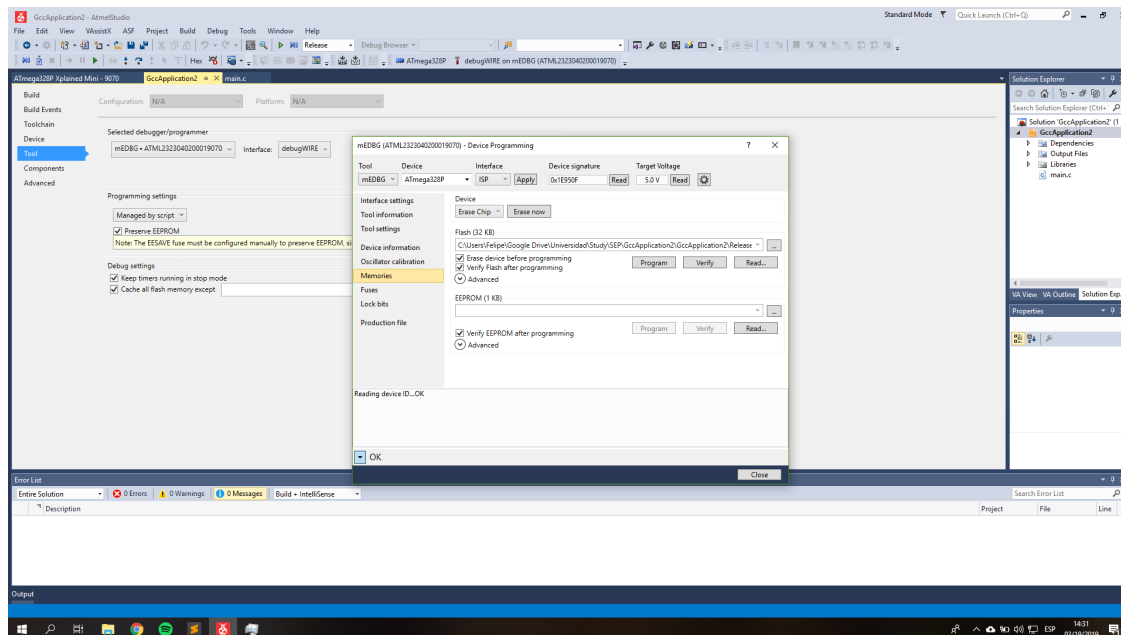 GccApplication2 - AtmelStudio
Standard Mode
Quick Launch (Ctrl+Q)
File Edit View VAssistX ASF Project Build Debug Tools Window Help
Release Debug Browser
Hex ATmega328P debugWIRE on mEDBG (ATML2323040200019070)
ATmega328P Xplained Mini - 9070 GccApplication2 main.c
Build
Build Events
Toolchain
Device
Tool
Components
Advanced
Configuration: N/A Platform: N/A
Selected debugger/programmer
mEDBG • ATML2323040200019070 Interface: debugWIRE
Programming settings
Managed by script
Preserve EEPROM
Note: The EESAVE fuse must be configured manually to preserve EEPROM, si
Debug settings
Keep timers running in stop mode
Cache all flash memory except
mEDBG (ATML2323040200019070) - Device Programming
Tool Device Interface Device signature Target Voltage
mEDBG ATmega328P ISP Apply 0x1E950F Read 5.0 V Read
Interface settings
Tool information
Tool settings
Device information
Oscillator calibration
Memories
Fuses
Lock bits
Production file
Device
Erase Chip Erase now
Flash (32 KB)
C:\Users\Felipe\Google Drive\Universidad\Study\SEP\GccApplication2\GccApplication2\Release ...
Erase device before programming
Verify Flash after programming
Program Verify Read...
Advanced
EEPROM (1 KB)
...
Verify EEPROM after programming
Program Verify Read...
Advanced
Reading device ID...OK
OK
Close
Solution Explorer
Search Solution Explorer (Ctrl+
Solution 'GccApplication2' (1
GccApplication2
Dependencies
Output Files
Libraries
main.c
VA View VA Outline Solution Exp
Properties
Error List
Entire Solution 0 Errors 0 Warnings 0 Messages Build + IntelliSense
Search Error List
Description Project File Line
Output
ESP
14:31
03/19/2019